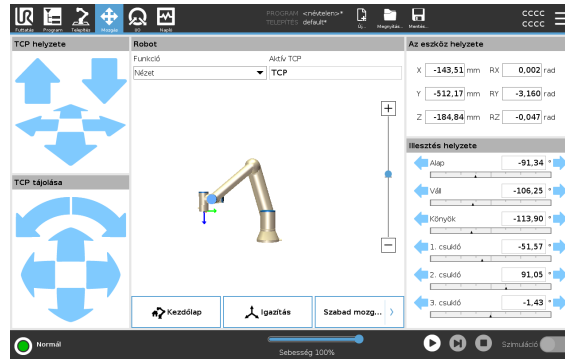 UR
Futtatás Program Telepítés Mozgás I/O Napló
PROGRAM <névtelen>*
TELEPÍTÉS default*
Új... Megnyitás... Mentés...
CCCC
CCCC
TCP helyzete
Robot
Az eszköz helyzete
Funkció
Aktív TCP
Nézet
TCP
X -143,51 mm RX 0,002 rad
Y -512,17 mm RY -3,160 rad
Z -184,84 mm RZ -0,047 rad
Illesztés helyzete
Alap -91,34 °
Váll -106,25 °
Könyök -113,90 °
1. csukló -51,57 °
2. csukló 91,05 °
3. csukló -1,43 °
TCP tájolása
Kezdőlap
Igazítás
Szabad mozg...
Normál
Sebesség 100%
Szimuláció